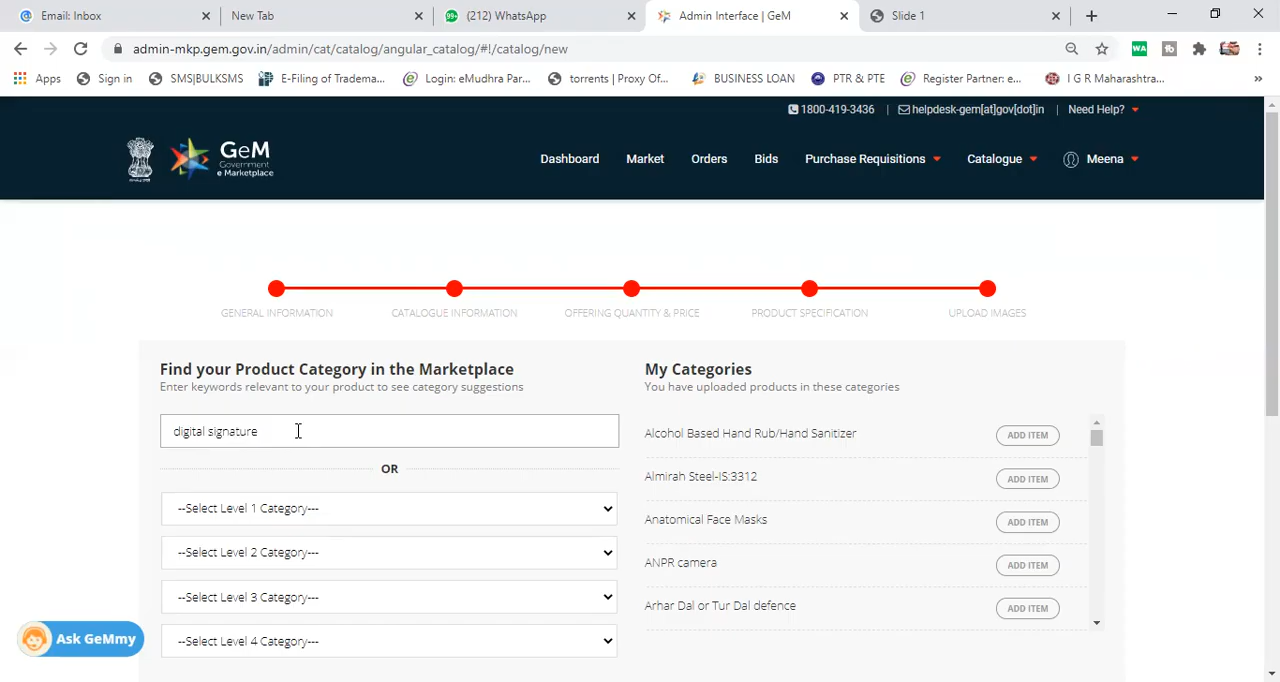 Email: Inbox
New Tab
(212) WhatsApp
Admin Interface | GeM
Slide 1
admin-mkp.gem.gov.in/admin/cat/catalog/angular_catalog/#!/catalog/new
Apps
Sign in
SMS|BULKSMS
E-Filing of Tradema...
Login: eMudhra Par...
torrents | Proxy Of...
BUSINESS LOAN
PTR & PTE
Register Partner: e...
I G R Maharashtra...
1800-419-3436 | helpdesk-gem[at]gov[dot]in | Need Help?
GeM
Government
e Marketplace
Dashboard
Market
Orders
Bids
Purchase Requisitions
Catalogue
Meena
GENERAL INFORMATION
CATALOGUE INFORMATION
OFFERING QUANTITY & PRICE
PRODUCT SPECIFICATION
UPLOAD IMAGES
Find your Product Category in the Marketplace
Enter keywords relevant to your product to see category suggestions
digital signature
OR
--Select Level 1 Category---
--Select Level 2 Category---
--Select Level 3 Category---
--Select Level 4 Category---
My Categories
You have uploaded products in these categories
Alcohol Based Hand Rub/Hand Sanitizer
ADD ITEM
Almirah Steel-IS:3312
ADD ITEM
Anatomical Face Masks
ADD ITEM
ANPR camera
ADD ITEM
Arhar Dal or Tur Dal defence
ADD ITEM
Ask GeMmy